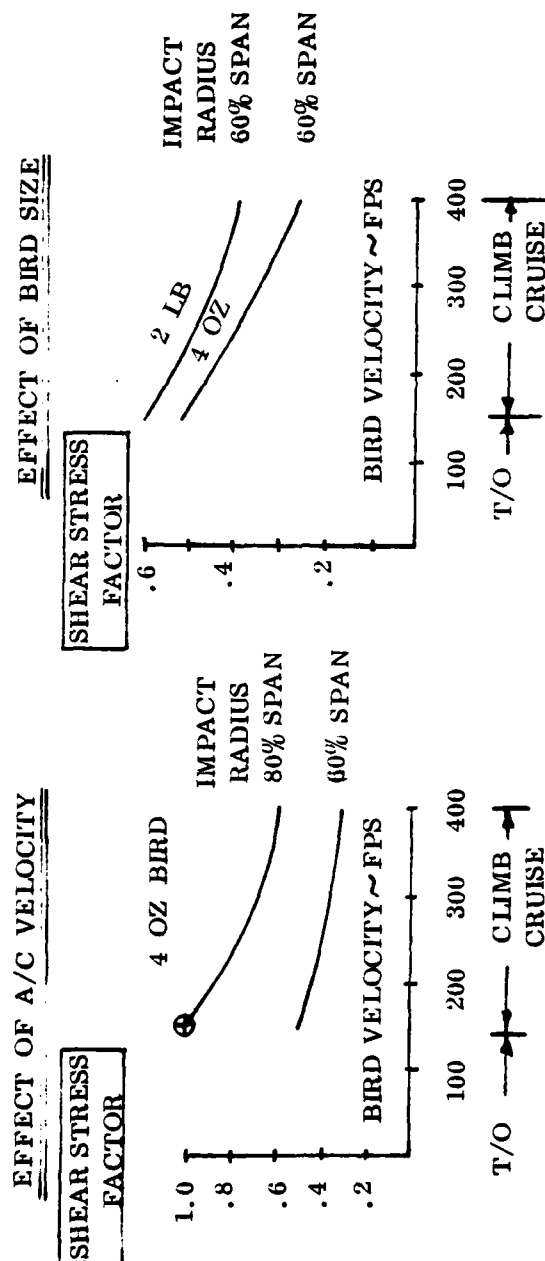 EFFECT OF A/C VELOCITY
SHEAR STRESS
FACTOR
4 OZ BIRD
IMPACT
RADIUS
80% SPAN
60% SPAN
1.0
.8
.6
.4
.2
BIRD VELOCITY ~ FPS
100
200
300
400
T/O
CLIMB
CRUISE
EFFECT OF BIRD SIZE
SHEAR STRESS
FACTOR
2 LB
4 OZ
IMPACT
RADIUS
60% SPAN
60% SPAN
.6
.4
.2
BIRD VELOCITY ~ FPS
100
200
300
400
T/O
CLIMB
CRUISE